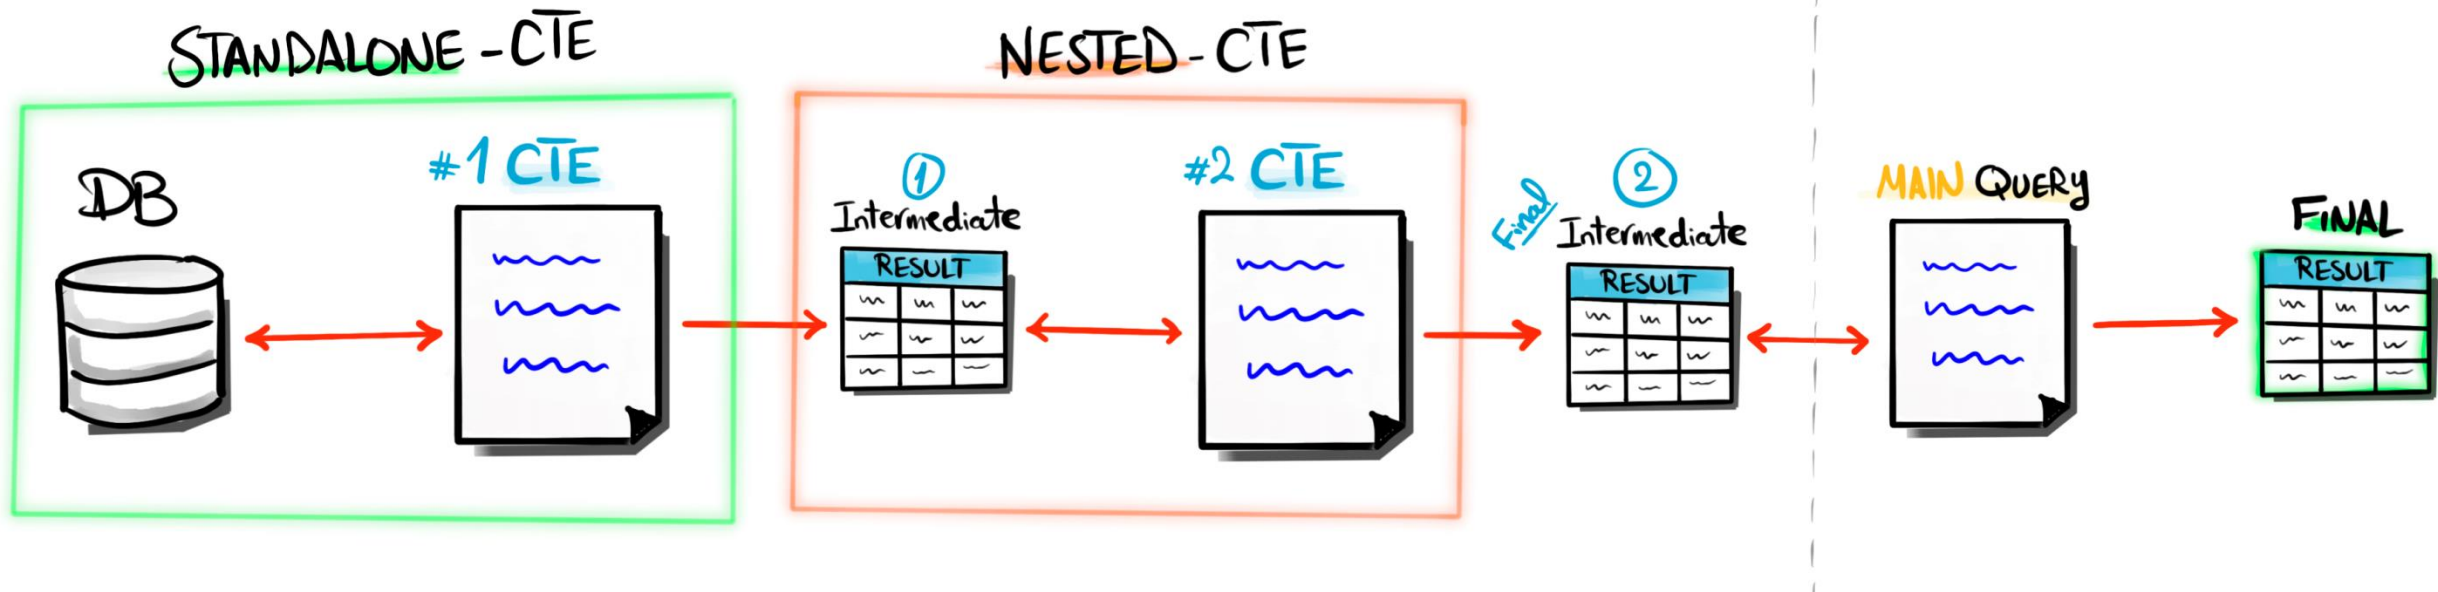 STANDALONE-CTE
DB
#1 CTE
NESTED-CTE
1
Intermediate
RESULT
#2 CTE
Final
2
Intermediate
RESULT
MAIN QUERY
FINAL
RESULT